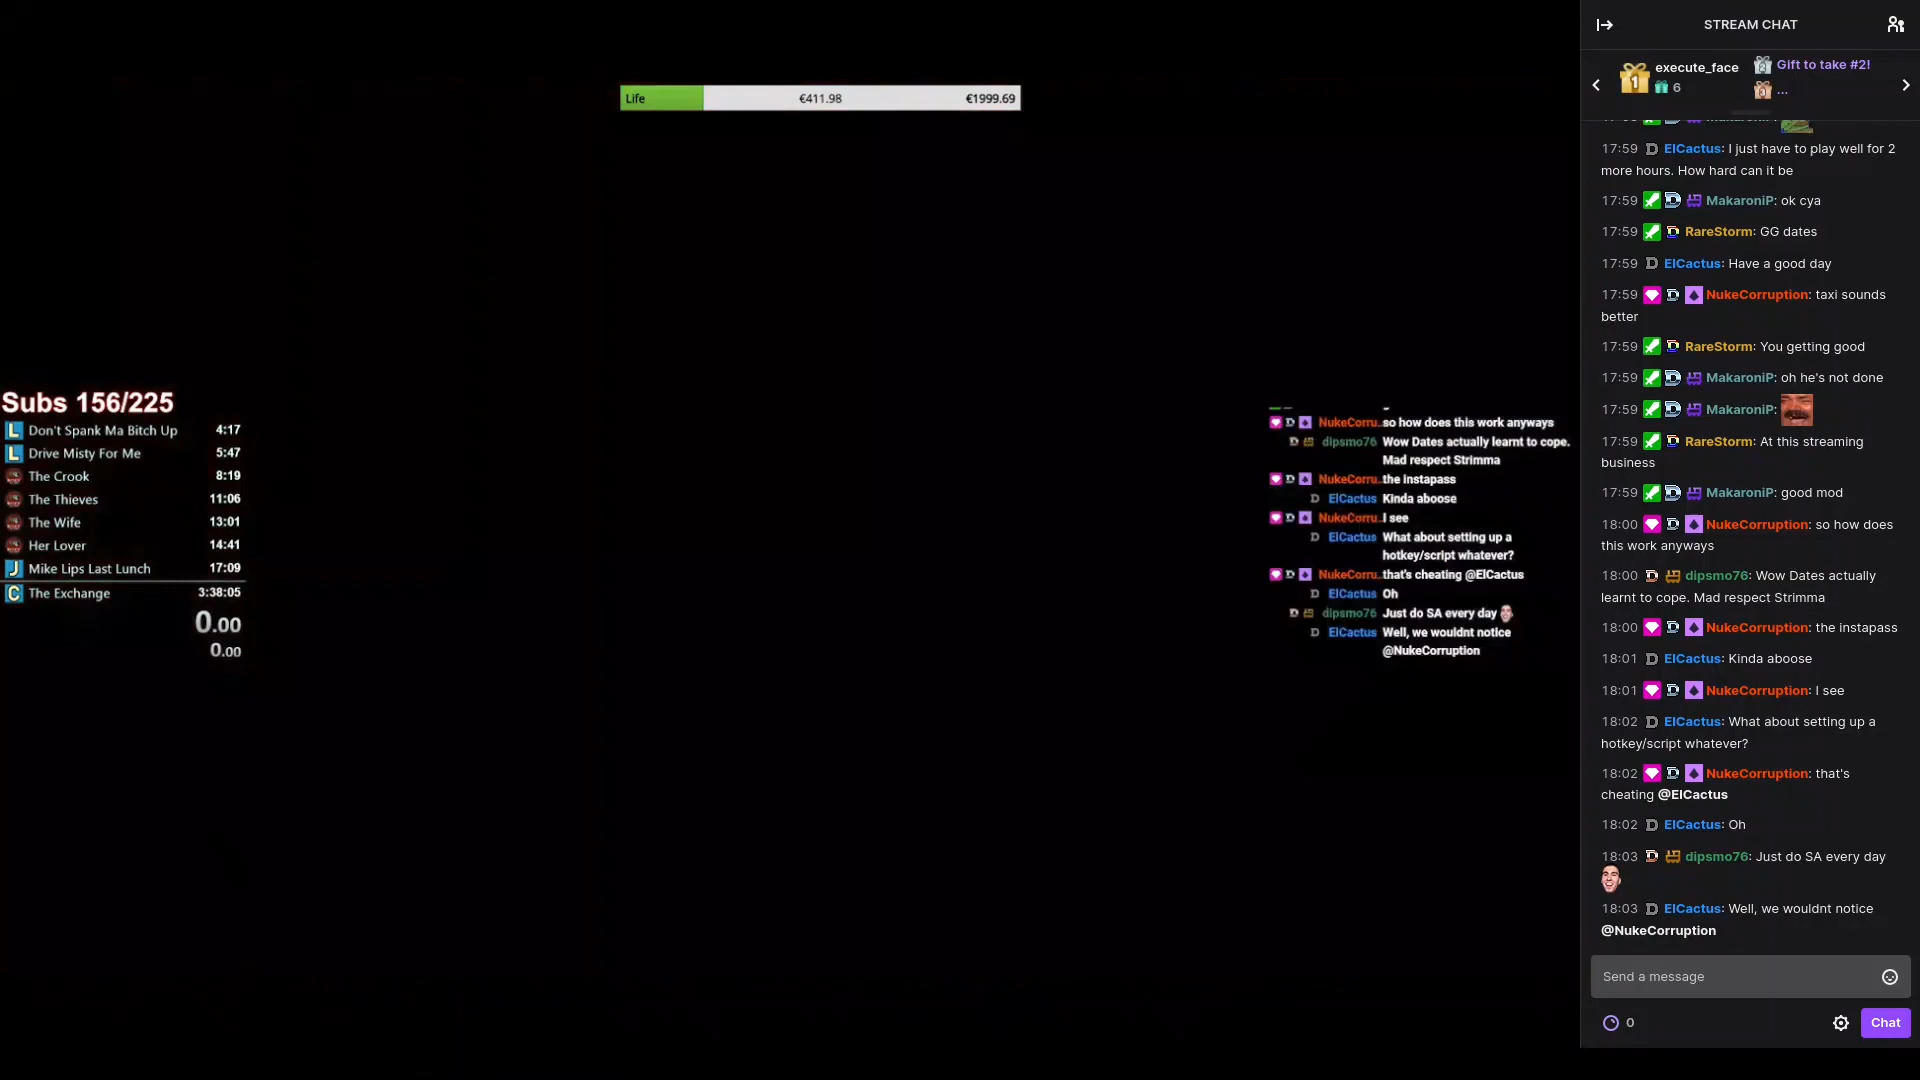 STREAM CHAT
execute_face
6
Gift to take #2!
...
Life €411.98 €1999.69
Subs 156/225
Don't Spank Ma Bitch Up 4:17
Drive Misty For Me 5:47
The Crook 8:19
The Thieves 11:06
The Wife 13:01
Her Lover 14:41
Mike Lips Last Lunch 17:09
The Exchange 3:38:05
0.00
0.00
NukeCorru.. so how does this work anyways
dipsmo76 Wow Dates actually learnt to cope.
Mad respect Strimma
NukeCorru.. the instapass
ElCactus Kinda aboose
NukeCorru.. I see
ElCactus What about setting up a
hotkey/script whatever?
NukeCorru.. that's cheating @ElCactus
ElCactus Oh
dipsmo76 Just do SA every day
ElCactus Well, we wouldnt notice
@NukeCorruption
17:59 ElCactus: I just have to play well for 2
more hours. How hard can it be
17:59 MakaroniP: ok cya
17:59 RareStorm: GG dates
17:59 ElCactus: Have a good day
17:59 NukeCorruption: taxi sounds
better
17:59 RareStorm: You getting good
17:59 MakaroniP: oh he's not done
17:59 MakaroniP:
17:59 RareStorm: At this streaming
business
17:59 MakaroniP: good mod
18:00 NukeCorruption: so how does
this work anyways
18:00 dipsmo76: Wow Dates actually
learnt to cope. Mad respect Strimma
18:00 NukeCorruption: the instapass
18:01 ElCactus: Kinda aboose
18:01 NukeCorruption: I see
18:02 ElCactus: What about setting up a
hotkey/script whatever?
18:02 NukeCorruption: that's
cheating @ElCactus
18:02 ElCactus: Oh
18:03 dipsmo76: Just do SA every day
18:03 ElCactus: Well, we wouldnt notice
@NukeCorruption
Send a message
0
Chat